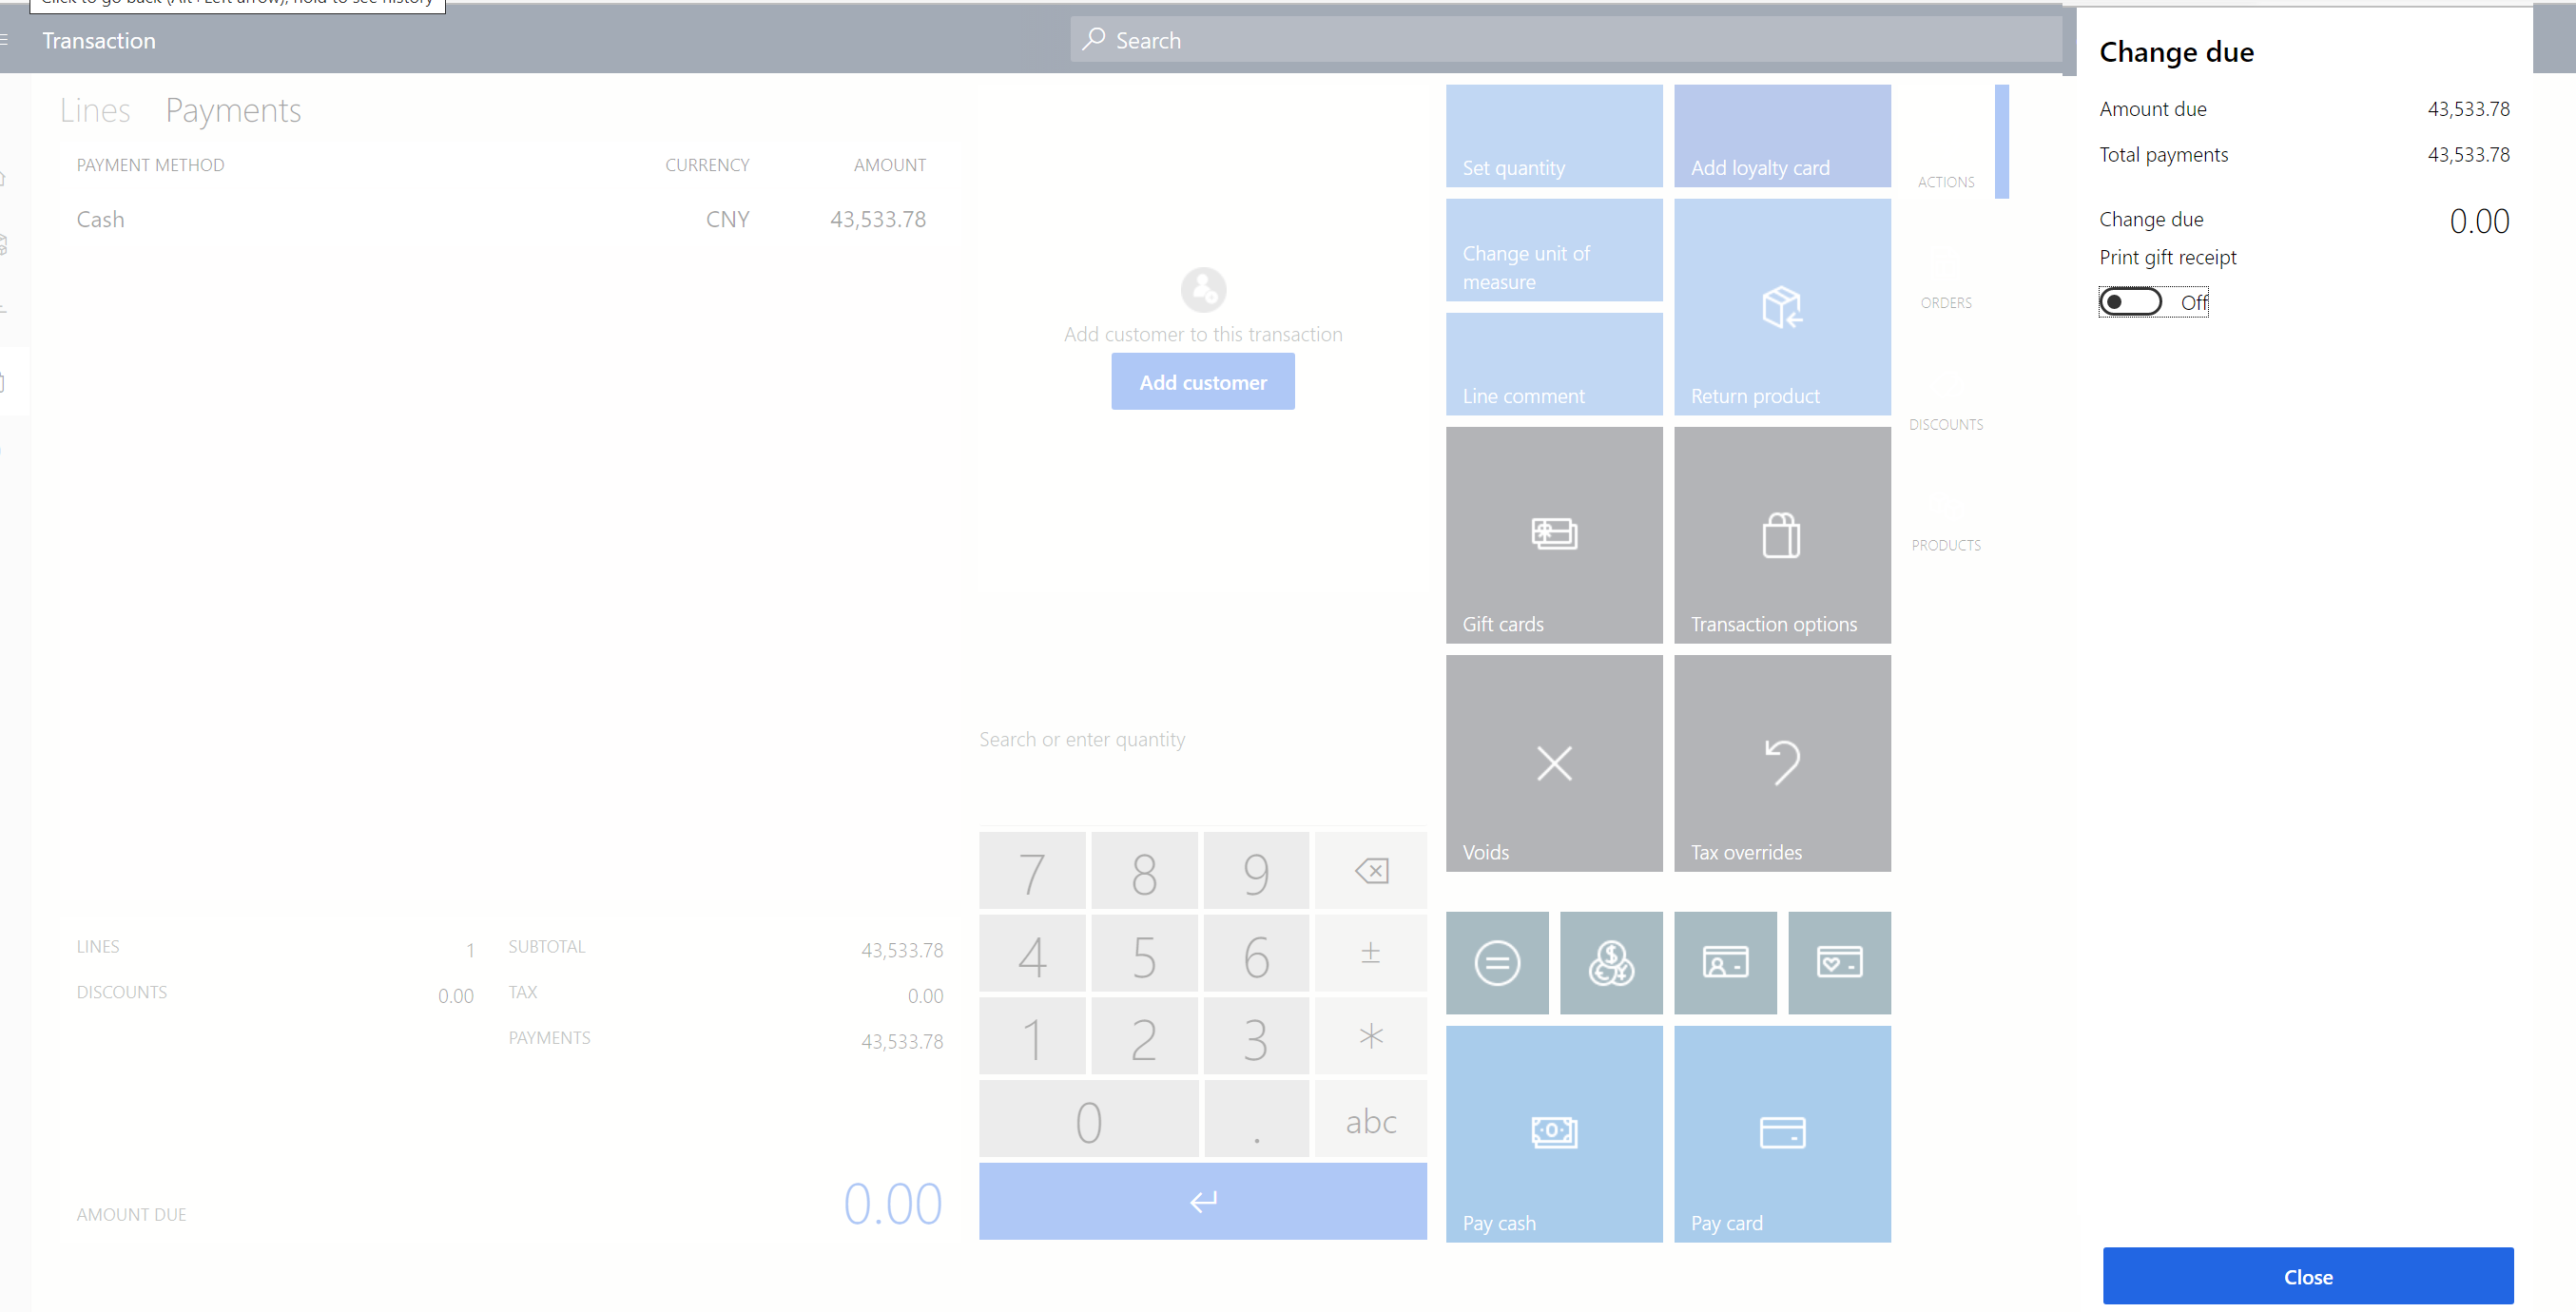 Click to go back (Alt+Left arrow), hold to see history
Transaction
Search
Lines Payments
PAYMENT METHOD CURRENCY AMOUNT
Cash CNY 43,533.78
LINES 1 SUBTOTAL 43,533.78
DISCOUNTS 0.00 TAX 0.00
PAYMENTS 43,533.78
AMOUNT DUE 0.00
Add customer to this transaction
Add customer
Search or enter quantity
7 8 9
4 5 6 ±
1 2 3 *
0 . abc
Set quantity
Add loyalty card
Change unit of
measure
Line comment
Return product
Gift cards
Transaction options
Voids
Tax overrides
Pay cash
Pay card
ACTIONS
ORDERS
DISCOUNTS
PRODUCTS
Change due
Amount due 43,533.78
Total payments 43,533.78
Change due 0.00
Print gift receipt
Off
Close